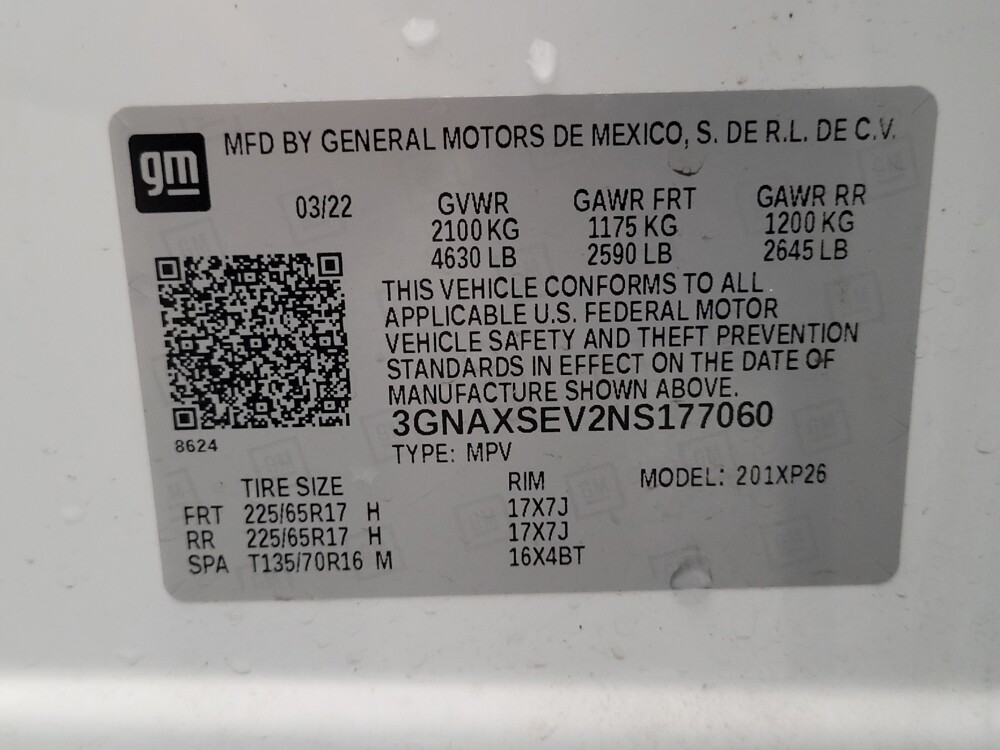 gm
MFD BY GENERAL MOTORS DE MEXICO, S. DE R.L. DE C.V.
03/22
GVWR GAWR FRT GAWR RR
2100 KG 1175 KG 1200 KG
4630 LB 2590 LB 2645 LB
THIS VEHICLE CONFORMS TO ALL
APPLICABLE U.S. FEDERAL MOTOR
VEHICLE SAFETY AND THEFT PREVENTION
STANDARDS IN EFFECT ON THE DATE OF
MANUFACTURE SHOWN ABOVE.
3GNAXSEV2NS177060
8624
TYPE: MPV
TIRE SIZE RIM MODEL: 201XP26
FRT 225/65R17 H 17X7J
RR 225/65R17 H 17X7J
SPA T135/70R16 M 16X4BT